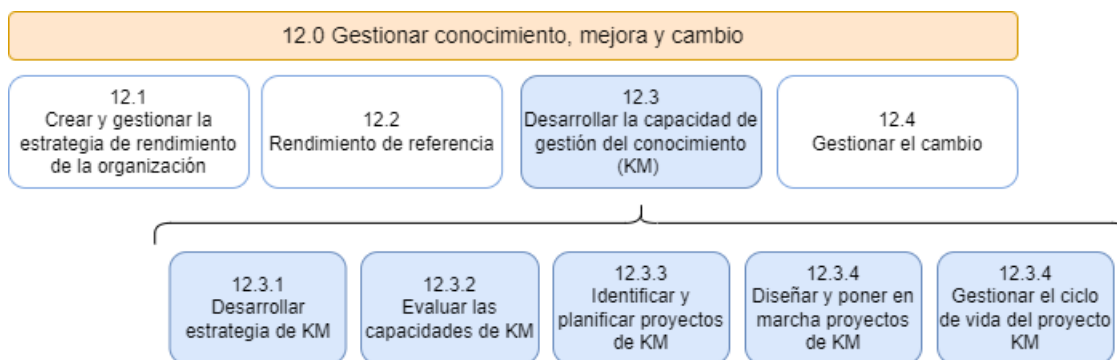 12.0 Gestionar conocimiento, mejora y cambio
12.1
Crear y gestionar la
estrategia de rendimiento
de la organización
12.2
Rendimiento de referencia
12.3
Desarrollar la capacidad de
gestión del conocimiento
(KM)
12.4
Gestionar el cambio
12.3.1
Desarrollar
estrategia de KM
12.3.2
Evaluar las
capacidades de KM
12.3.3
Identificar y
planificar proyectos
de KM
12.3.4
Diseñar y poner en
marcha proyectos
de KM
12.3.4
Gestionar el ciclo
de vida del proyecto
KM